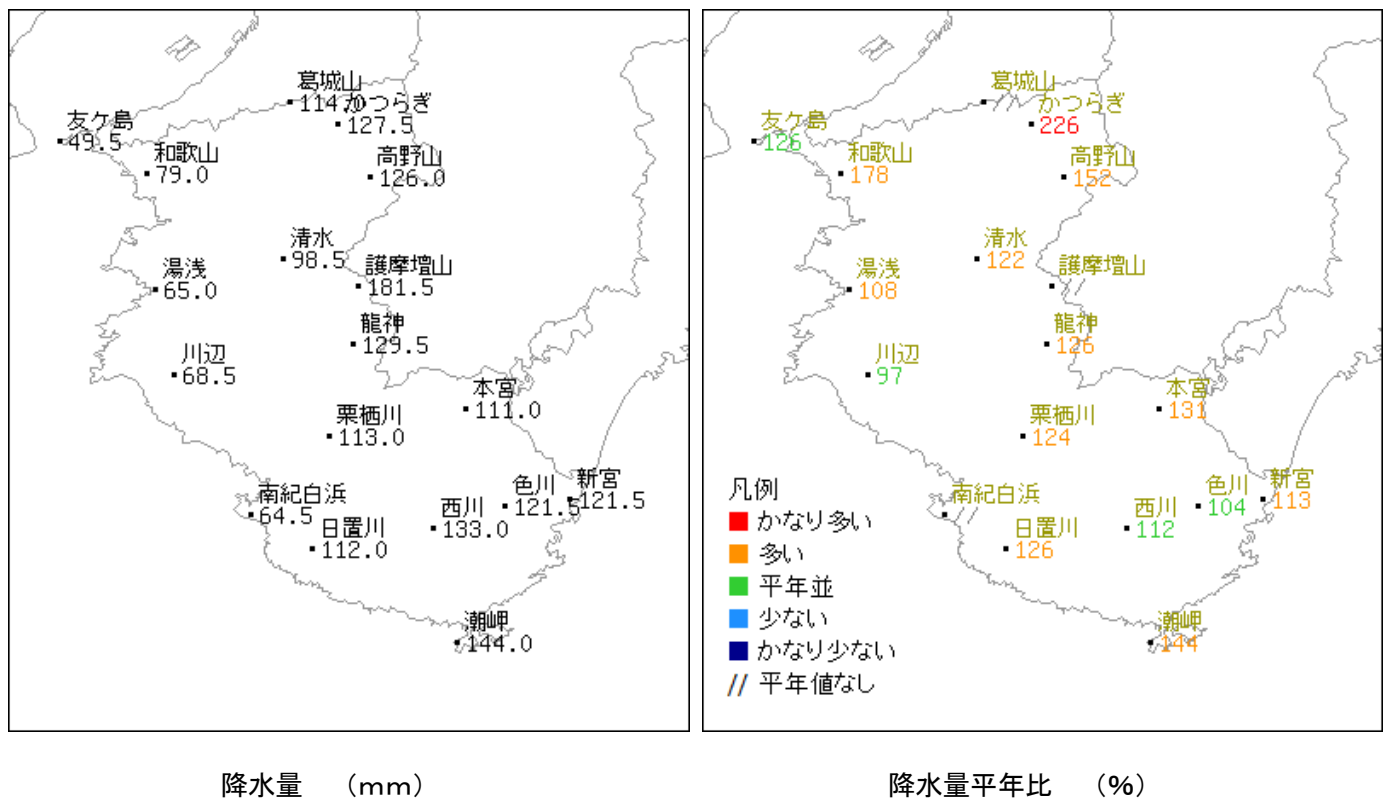 葛城山
114.0
かつらぎ
127.5
友ケ島
49.5
和歌山
79.0
高野山
126.0
清水
98.5
湯浅
65.0
護摩壇山
181.5
龍神
129.5
川辺
68.5
本宮
111.0
栗栖川
113.0
南紀白浜
64.5
日置川
112.0
西川
133.0
色川
121.5
新宮
121.5
潮岬
144.0
降水量 （mm）
葛城山
//
かつらぎ
226
友ケ島
126
和歌山
178
高野山
152
清水
122
湯浅
108
護摩壇山
//
龍神
126
川辺
97
本宮
131
栗栖川
124
南紀白浜
//
日置川
126
西川
112
色川
104
新宮
113
潮岬
144
凡例
かなり多い
多い
平年並
少ない
かなり少ない
// 平年値なし
降水量平年比 （%）